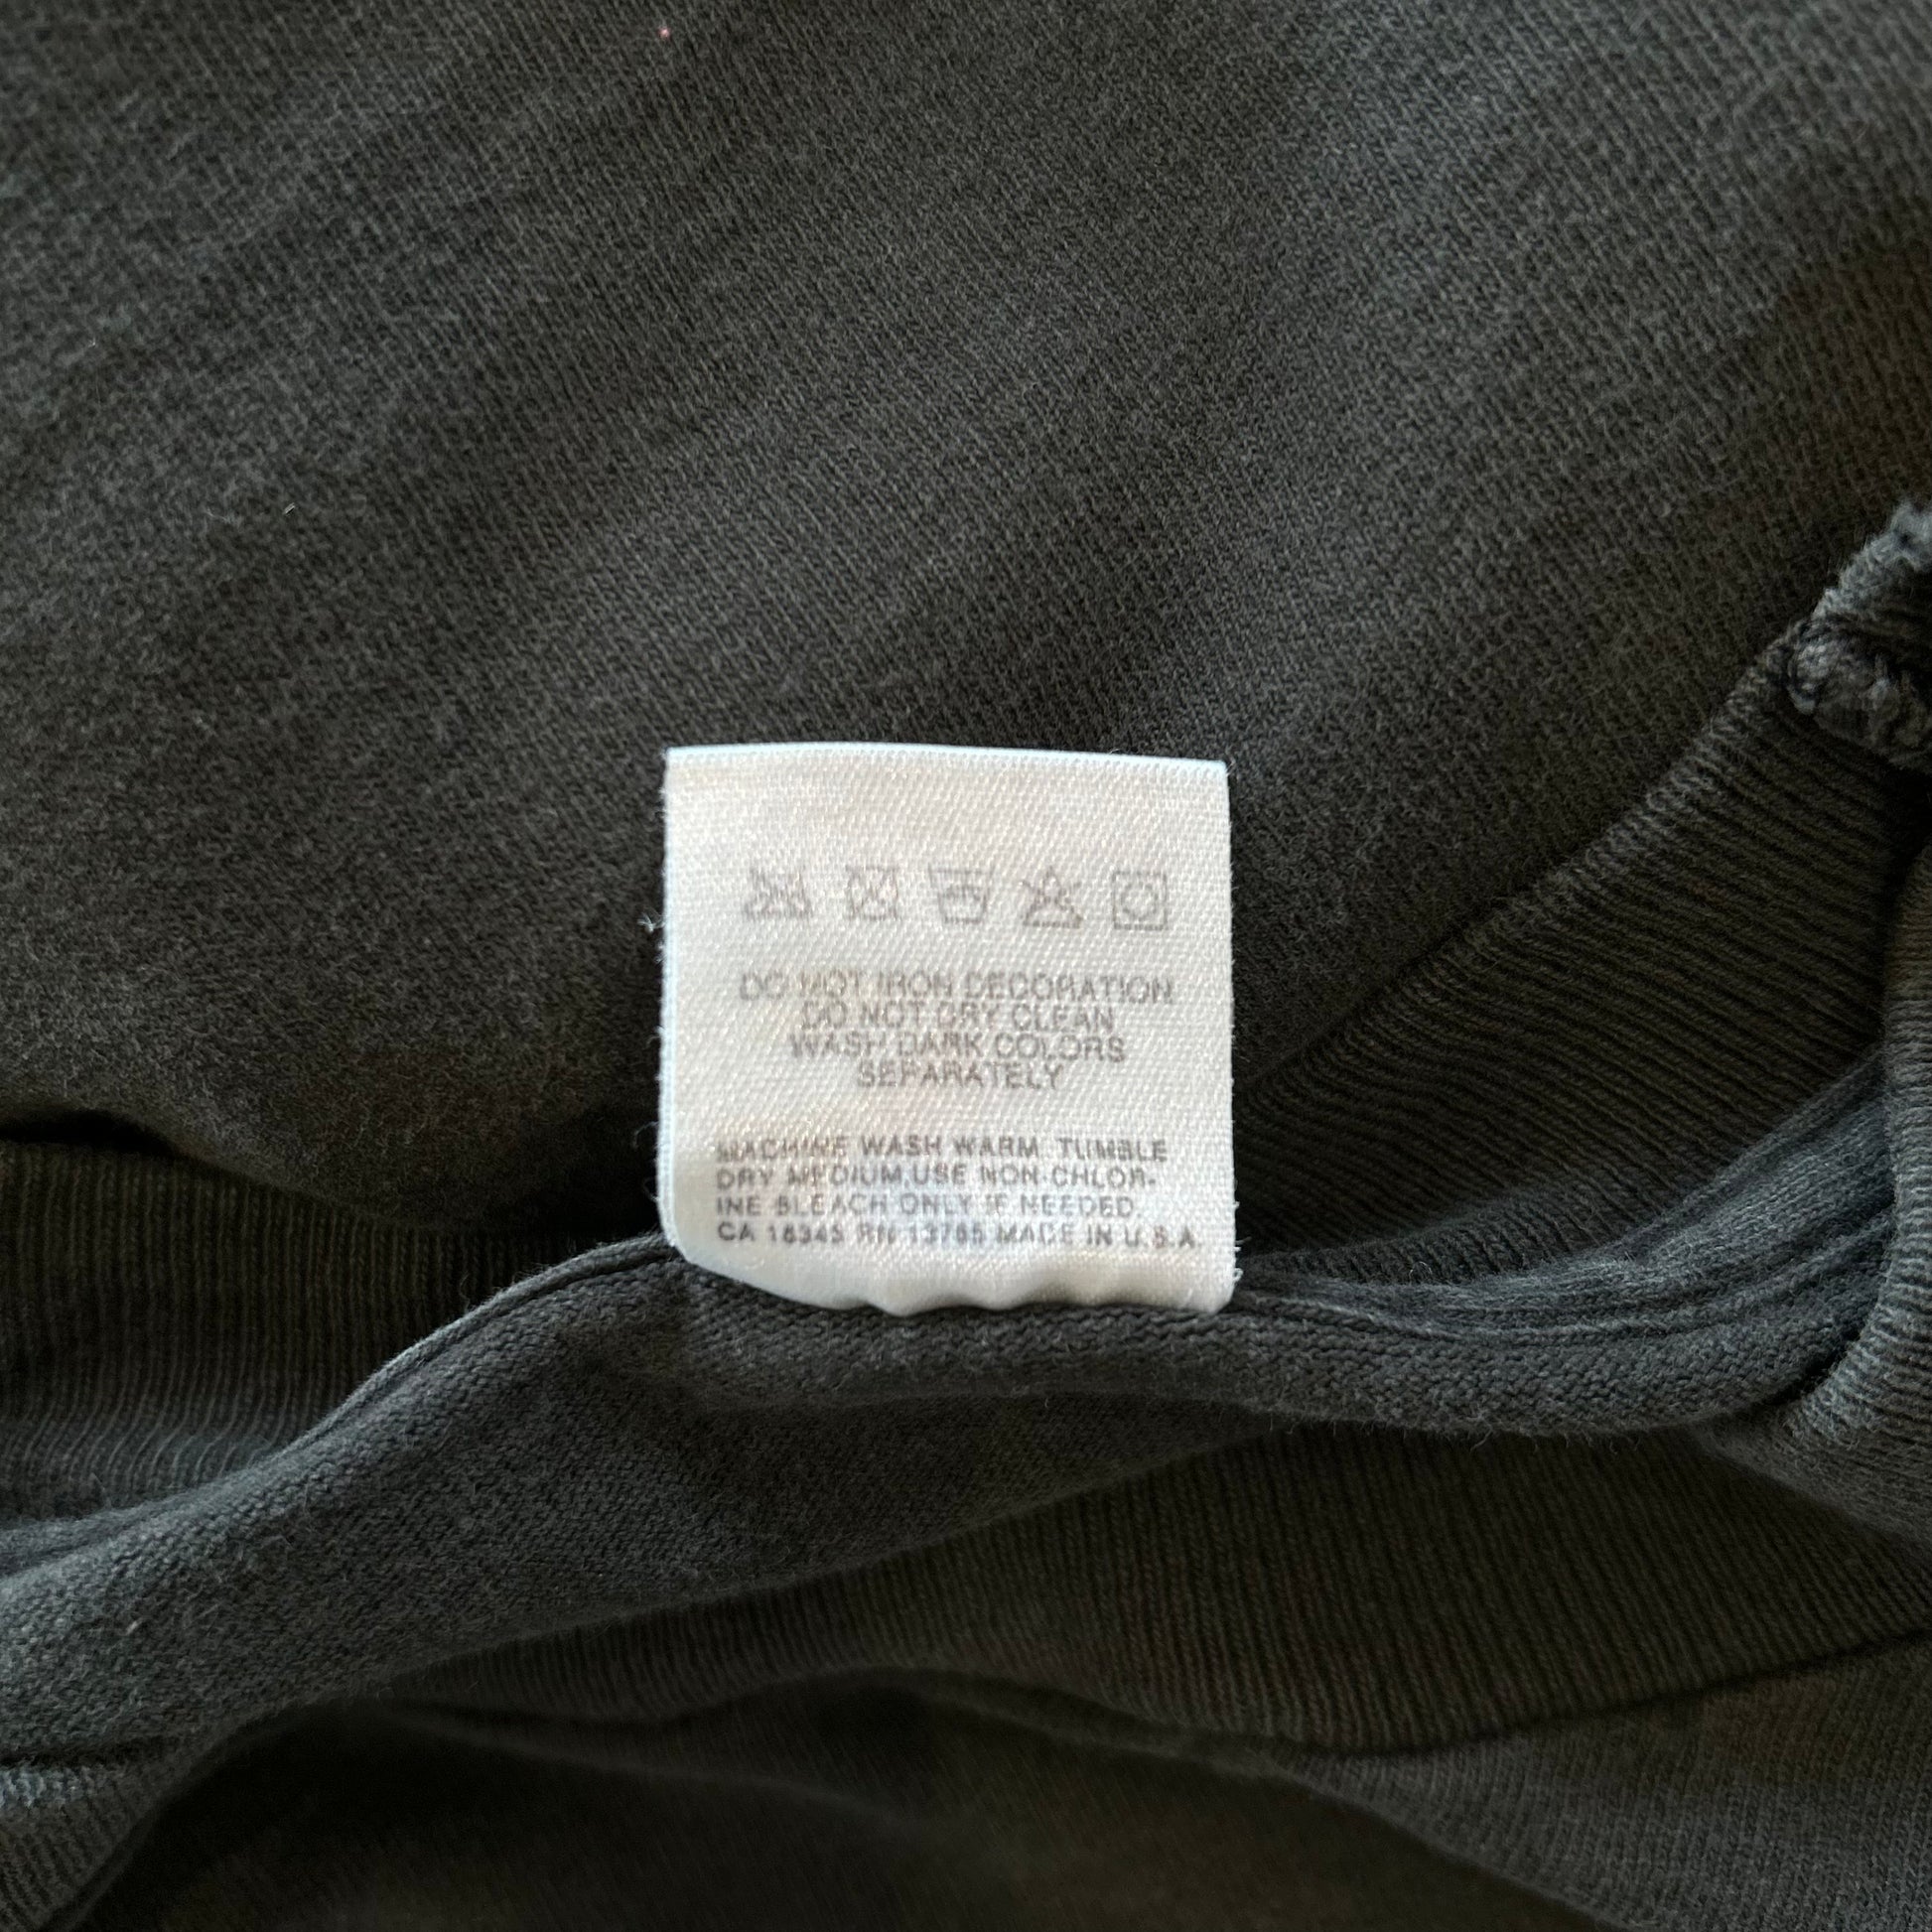 DO NOT IRON DECORATION
DO NOT DRY CLEAN
WASH DARK COLORS
SEPARATELY
MACHINE WASH WARM TUMBLE
DRY MEDIUM,USE NON-CHLOR-
INE BLEACH ONLY IF NEEDED.
CA 18345 RN 13765 MADE IN U.S.A.